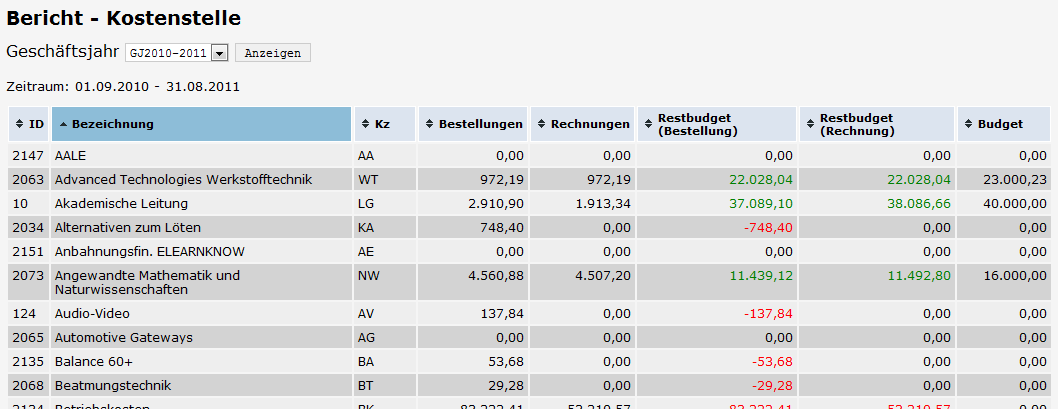 Bericht - Kostenstelle
Geschäftsjahr GJ2010-2011 Anzeigen
Zeitraum: 01.09.2010 - 31.08.2011
ID Bezeichnung Kz Bestellungen Rechnungen Restbudget (Bestellung) Restbudget (Rechnung) Budget
2147 AALE AA 0,00 0,00 0,00 0,00 0,00
2063 Advanced Technologies Werkstofftechnik WT 972,19 972,19 22.028,04 22.028,04 23.000,23
10 Akademische Leitung LG 2.910,90 1.913,34 37.089,10 38.086,66 40.000,00
2034 Alternativen zum Löten KA 748,40 0,00 -748,40 0,00 0,00
2151 Anbahnungsfin. ELEARNKNOW AE 0,00 0,00 0,00 0,00 0,00
2073 Angewandte Mathematik und NW 4.560,88 4.507,20 11.439,12 11.492,80 16.000,00
Naturwissenschaften
124 Audio-Video AV 137,84 0,00 -137,84 0,00 0,00
2065 Automotive Gateways AG 0,00 0,00 0,00 0,00 0,00
2135 Balance 60+ BA 53,68 0,00 -53,68 0,00 0,00
2068 Beatmungstechnik BT 29,28 0,00 -29,28 0,00 0,00